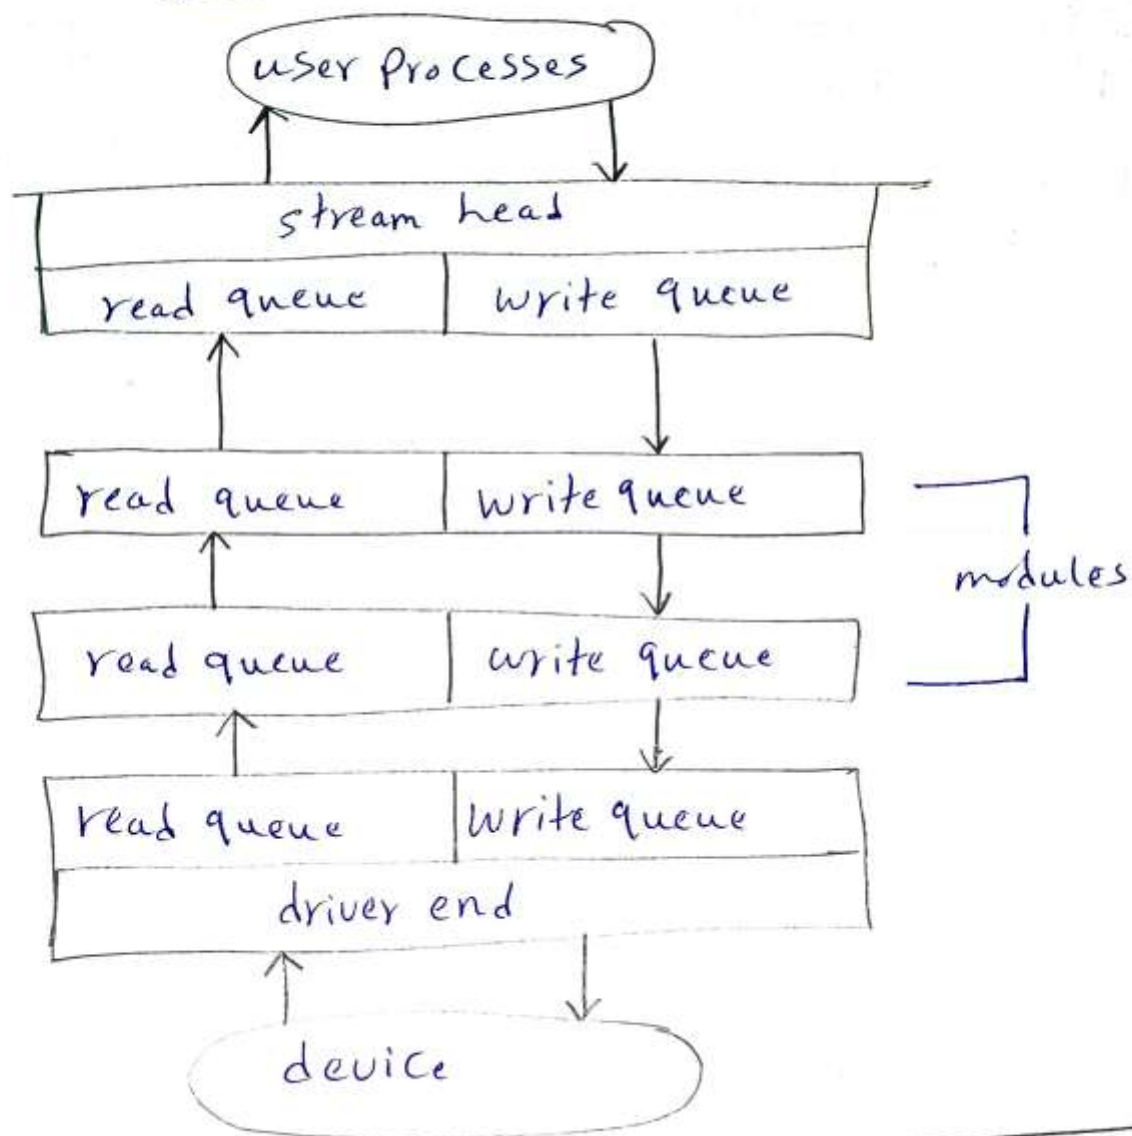 user processes
stream head
read queue write queue
read queue write queue
modules
read queue write queue
read queue write queue
driver end
device